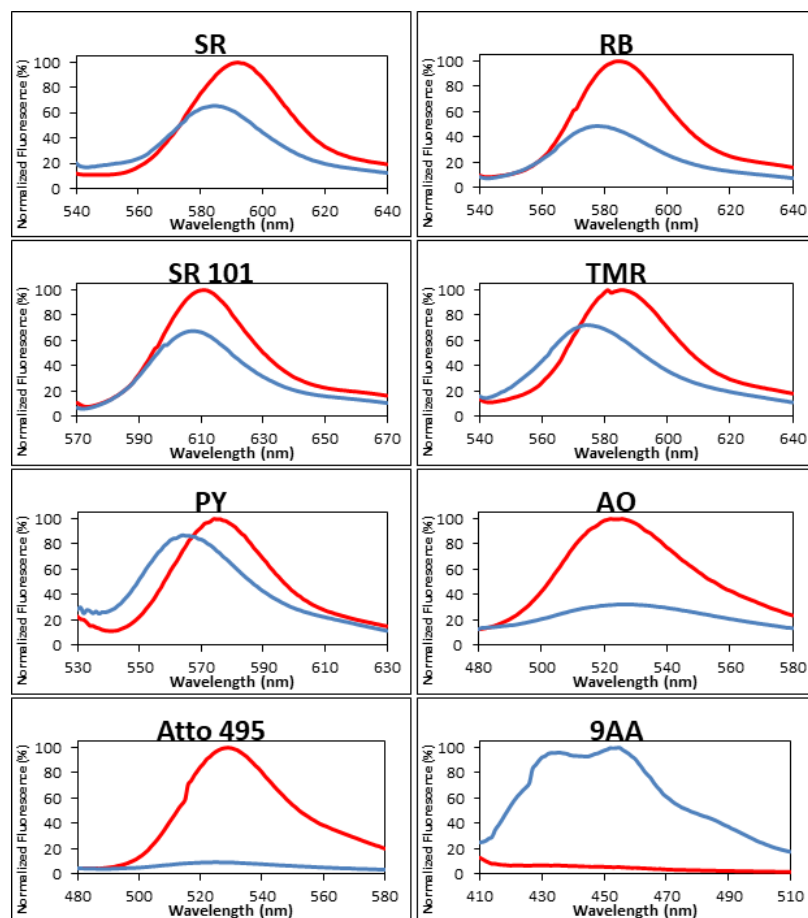 SR
Normalized Fluorescence (%)
100
80
60
40
20
0
540 560 580 600 620 640
Wavelength (nm)
RB
Normalized Fluorescence (%)
100
80
60
40
20
0
540 560 580 600 620 640
Wavelength (nm)
SR 101
Normalized Fluorescence (%)
100
80
60
40
20
0
570 590 610 630 650 670
Wavelength (nm)
TMR
Normalized Fluorescence (%)
100
80
60
40
20
0
540 560 580 600 620 640
Wavelength (nm)
PY
Normalized Fluorescence (%)
100
80
60
40
20
0
530 550 570 590 610 630
Wavelength (nm)
AO
Normalized Fluorescence (%)
100
80
60
40
20
0
480 500 520 540 560 580
Wavelength (nm)
Atto 495
Normalized Fluorescence (%)
100
80
60
40
20
0
480 500 520 540 560 580
Wavelength (nm)
9AA
Normalized Fluorescence (%)
100
80
60
40
20
0
410 430 450 470 490 510
Wavelength (nm)